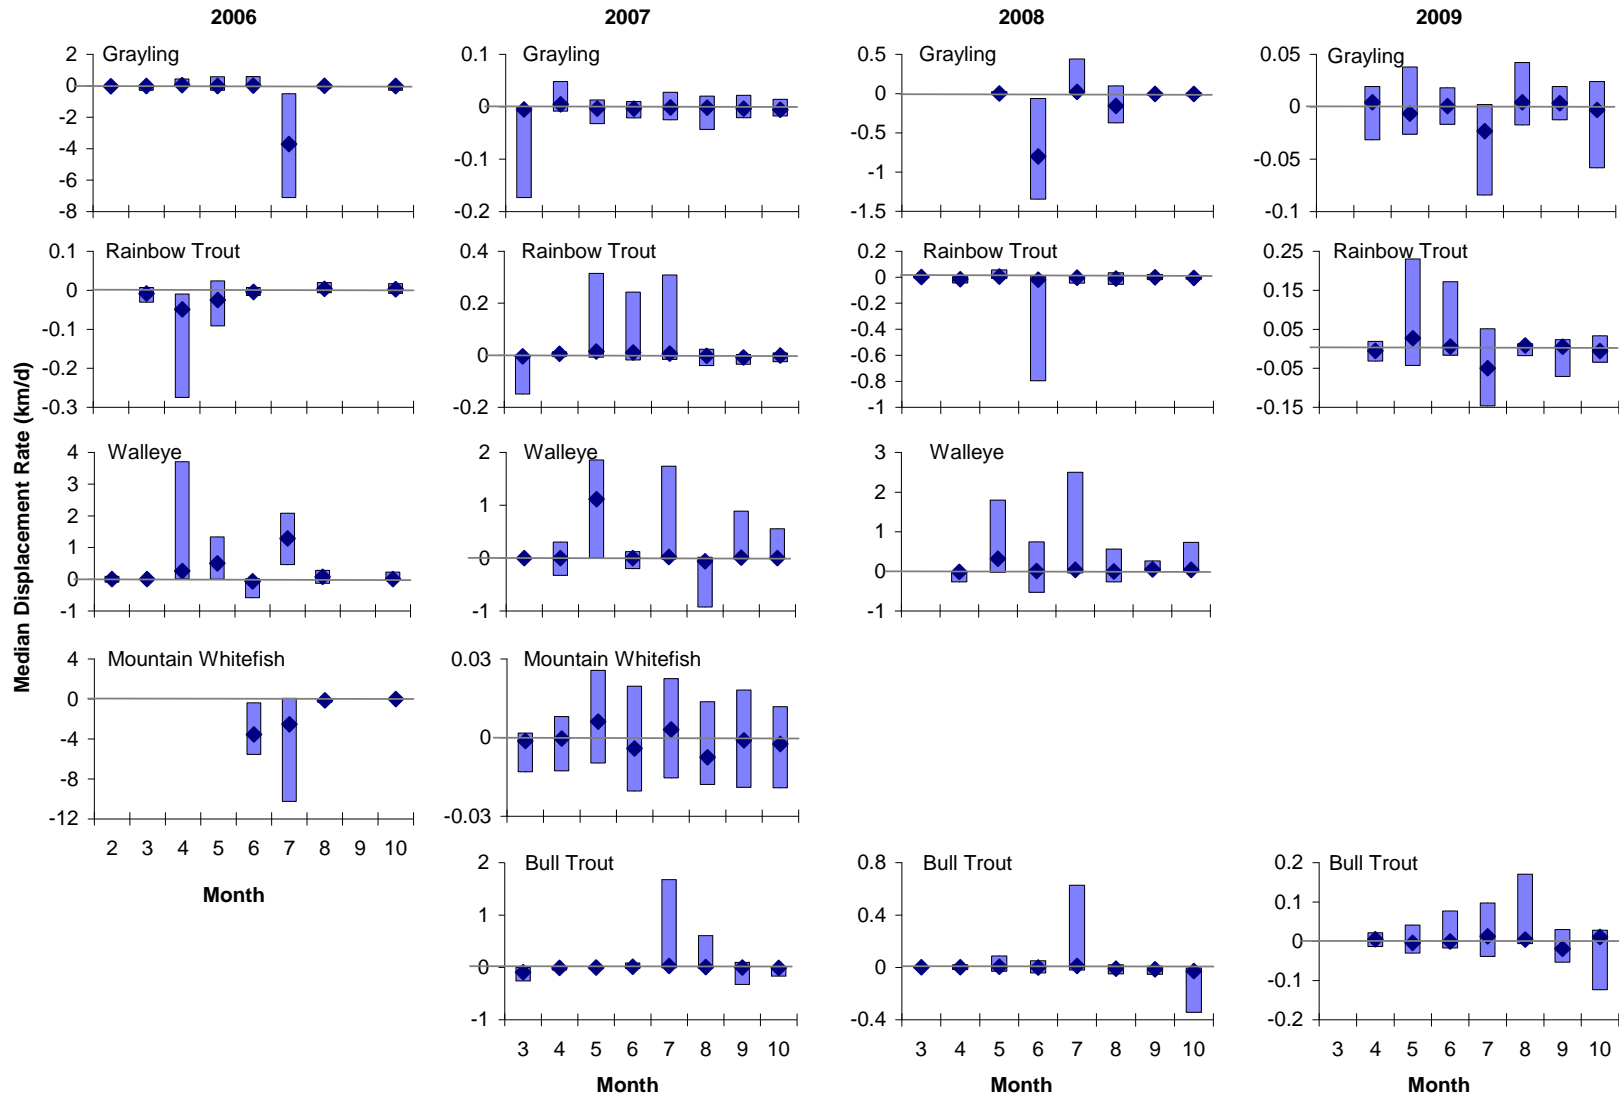 2006 2007 2008 2009
Grayling Grayling Grayling Grayling
2 0.1 0.5 0.05
0 0 0 0
-2 -0.1 -0.5 -0.05
-4 -0.2 -1 -0.1
-6 -1.5
-8
Rainbow Trout Rainbow Trout Rainbow Trout Rainbow Trout
0.1 0.4 0.2 0.25
0 0.2 0 0.15
-0.1 0 -0.2 0.05
-0.2 -0.2 -0.4 -0.05
-0.3 -0.6 -0.15
-0.8
-1
Median Displacement Rate (km/d)
Walleye Walleye Walleye
4 2 3
3 1 2
2 0 1
1 -1 0
0 -1
-1
Mountain Whitefish Mountain Whitefish
4 0.03
0 0
-4 -0.03
-8
-12
2 3 4 5 6 7 8 9 10
Month
Bull Trout Bull Trout Bull Trout
2 0.8 0.2
1 0.4 0.1
0 0 0
-1 -0.4 -0.1
-0.2
3 4 5 6 7 8 9 10 3 4 5 6 7 8 9 10 3 4 5 6 7 8 9 10
Month Month Month